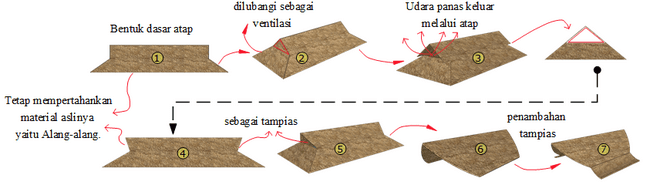 Bentuk dasar atap
dilubangi sebagai
ventilasi
Udara panas keluar
melalui atap
1
2
3
Tetap mempertahankan
material aslinya
yaitu Alang-alang.
sebagai tampias
penambahan
tampias
4
5
6
7